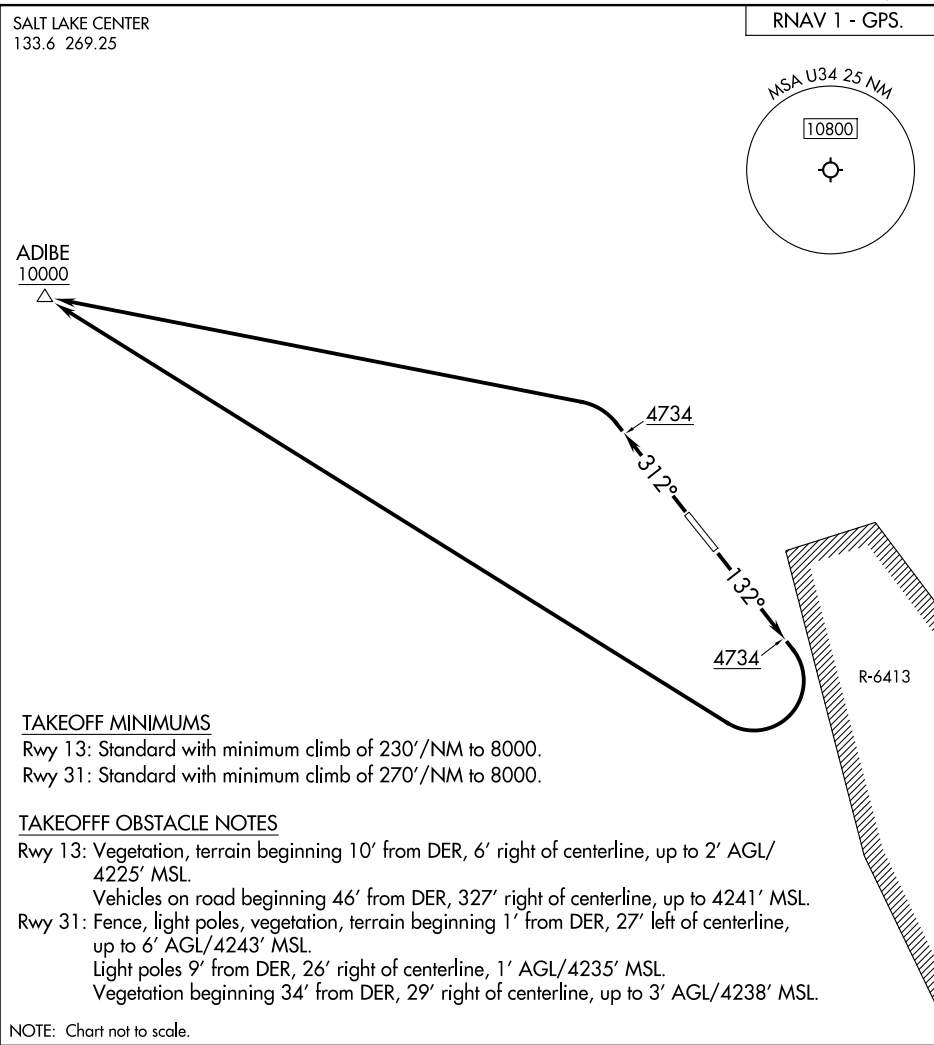 SALT LAKE CENTER
133.6 269.25
RNAV 1 - GPS.
MSA U34 25 NM
10800
ADIBE
10000
4734
312°
132°
4734
R-6413
TAKEOFF MINIMUMS
Rwy 13: Standard with minimum climb of 230'/NM to 8000.
Rwy 31: Standard with minimum climb of 270'/NM to 8000.
TAKEOFFF OBSTACLE NOTES
Rwy 13: Vegetation, terrain beginning 10' from DER, 6' right of centerline, up to 2' AGL/
4225' MSL.
Vehicles on road beginning 46' from DER, 327' right of centerline, up to 4241' MSL.
Rwy 31: Fence, light poles, vegetation, terrain beginning 1' from DER, 27' left of centerline,
up to 6' AGL/4243' MSL.
Light poles 9' from DER, 26' right of centerline, 1' AGL/4235' MSL.
Vegetation beginning 34' from DER, 29' right of centerline, up to 3' AGL/4238' MSL.
NOTE: Chart not to scale.